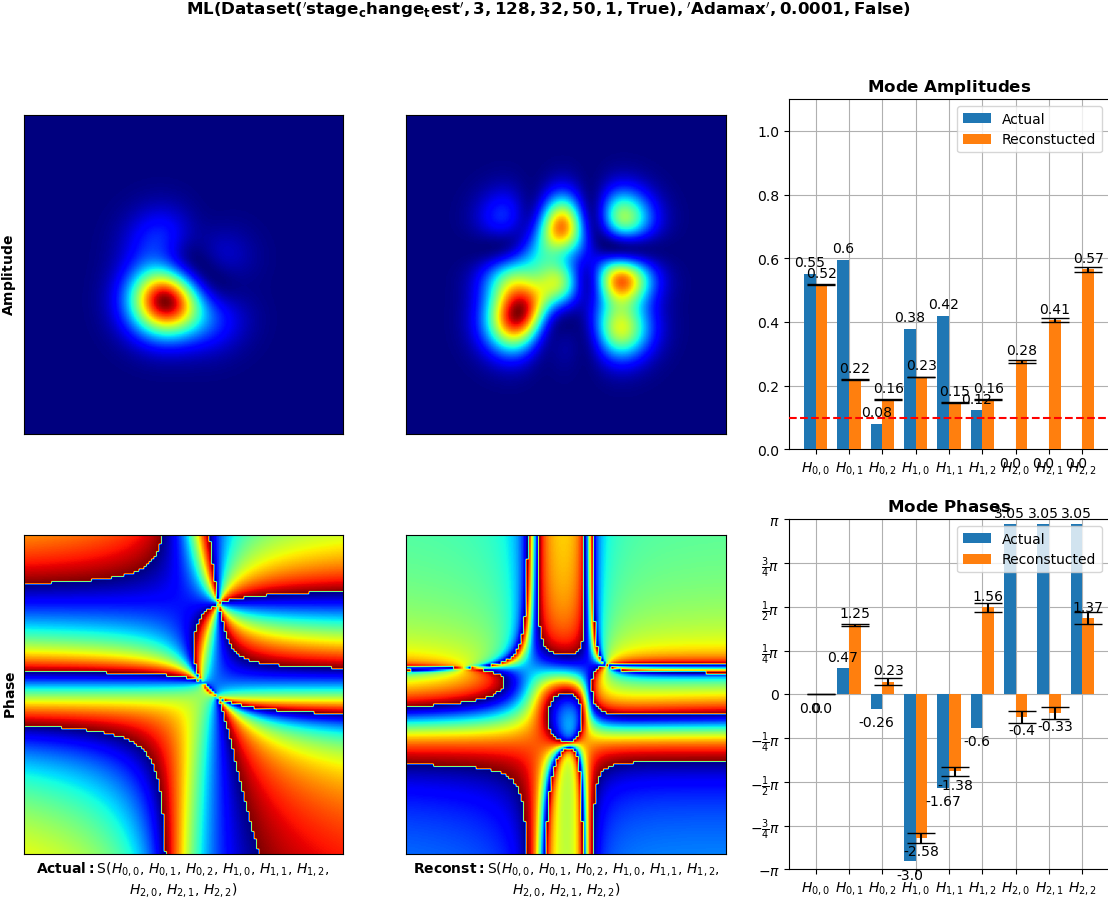 ML(Dataset('stage_change_test', 3, 128, 32, 50, 1, True), 'Adamax', 0.0001, False)
Amplitude
Mode Amplitudes
Actual
Reconstucted
1.0
0.8
0.6
0.4
0.2
0.0
0.55
0.52
0.6
0.22
0.08
0.16
0.38
0.23
0.42
0.15
0.12
0.16
0.0
0.28
0.0
0.41
0.0
0.57
H0,0 H0,1 H0,2 H1,0 H1,1 H1,2 H2,0 H2,1 H2,2
Phase
Actual: S(H0,0, H0,1, H0,2, H1,0, H1,1, H1,2,
H2,0, H2,1, H2,2)
Reconst: S(H0,0, H0,1, H0,2, H1,0, H1,1, H1,2,
H2,0, H2,1, H2,2)
Mode Phases
Actual
Reconstucted
π
3/4π
1/2π
1/4π
0
−1/4π
−1/2π
−3/4π
−π
0.0
0.0
0.47
1.25
-0.26
0.23
-3.0
-2.58
-1.67
-1.38
-0.6
1.56
3.05
-0.4
3.05
-0.33
3.05
1.37
H0,0 H0,1 H0,2 H1,0 H1,1 H1,2 H2,0 H2,1 H2,2